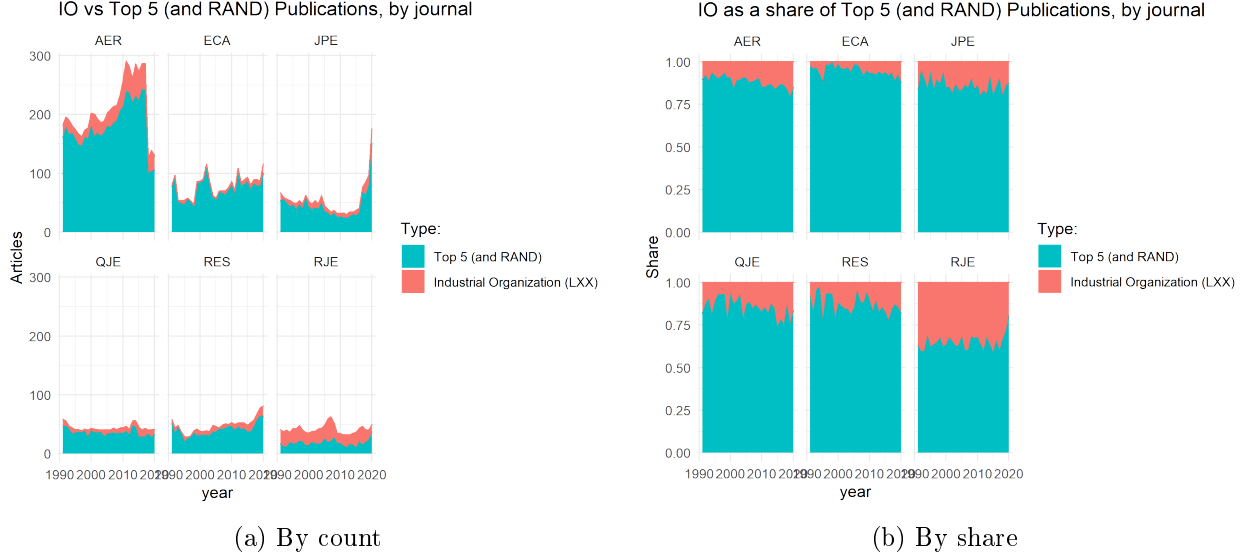 IO vs Top 5 (and RAND) Publications, by journal
AER ECA JPE
300
200
100
0
QJE RES RJE
300
200
100
0
Articles
1990 2000 2010 2020 1990 2000 2010 2020 1990 2000 2010 2020
year
Type:
Top 5 (and RAND)
Industrial Organization (LXX)
(a) By count
IO as a share of Top 5 (and RAND) Publications, by journal
AER ECA JPE
1.00
0.75
0.50
0.25
0.00
QJE RES RJE
1.00
0.75
0.50
0.25
0.00
Share
1990 2000 2010 2020 1990 2000 2010 2020 1990 2000 2010 2020
year
Type:
Top 5 (and RAND)
Industrial Organization (LXX)
(b) By share